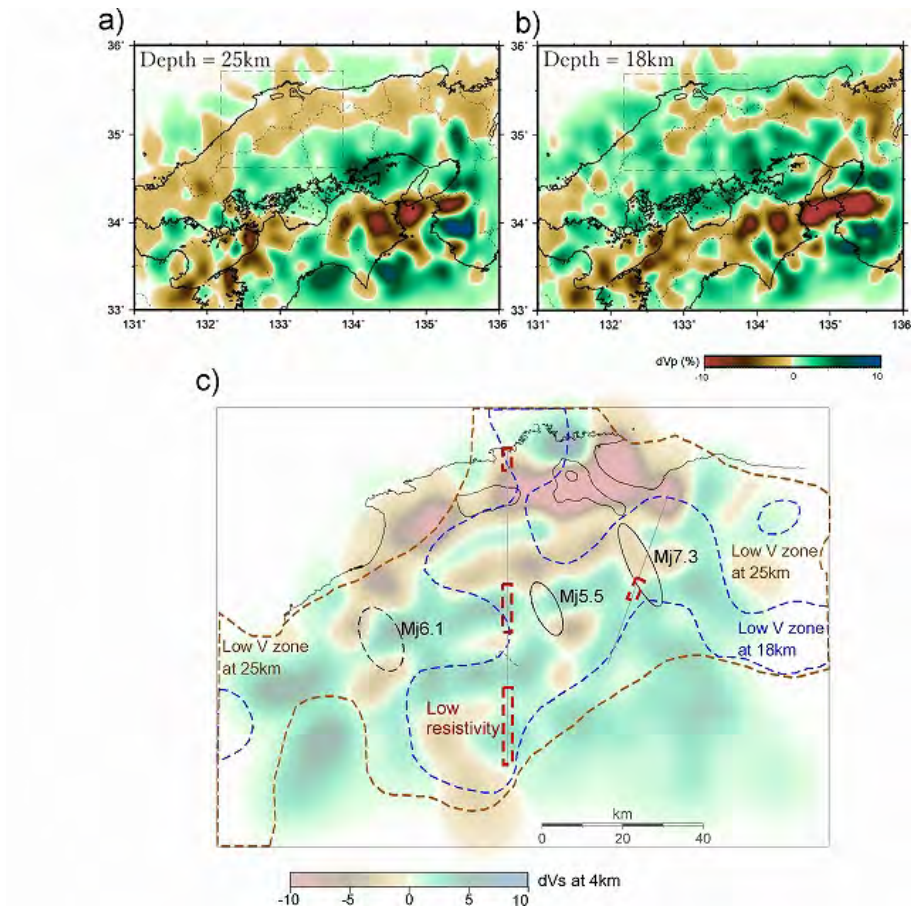 a)
b)
Depth = 25km
Depth = 18km
36˚
35˚
34˚
33˚
131˚ 132˚ 133˚ 134˚ 135˚ 136˚
36˚
35˚
34˚
33˚
131˚ 132˚ 133˚ 134˚ 135˚ 136˚
dVp (%)
-10 0 10
c)
Mj7.3
Low V zone
at 25km
Mj5.5
Mj6.1
Low V zone
at 25km
Low V zone
at 18km
Low
resistivity
km
0 20 40
dVs at 4km
-10 -5 0 5 10